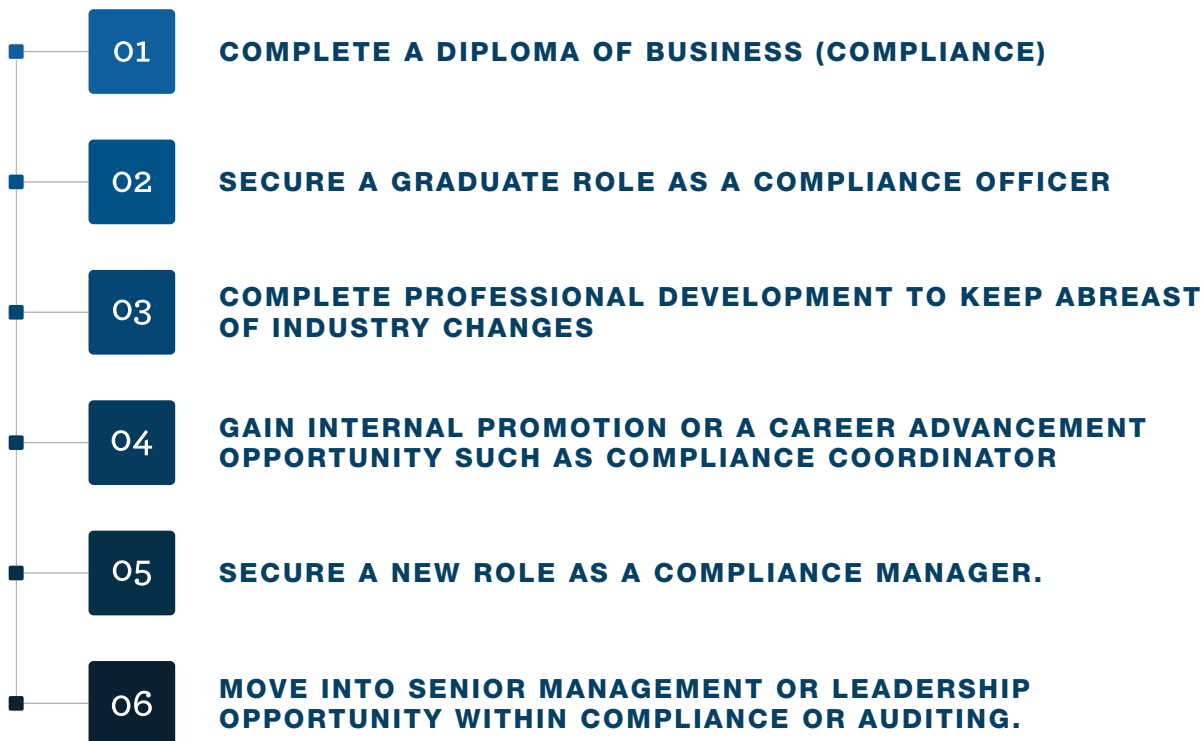 01
COMPLETE A DIPLOMA OF BUSINESS (COMPLIANCE)
02
SECURE A GRADUATE ROLE AS A COMPLIANCE OFFICER
03
COMPLETE PROFESSIONAL DEVELOPMENT TO KEEP ABREAST
OF INDUSTRY CHANGES
04
GAIN INTERNAL PROMOTION OR A CAREER ADVANCEMENT
OPPORTUNITY SUCH AS COMPLIANCE COORDINATOR
05
SECURE A NEW ROLE AS A COMPLIANCE MANAGER.
06
MOVE INTO SENIOR MANAGEMENT OR LEADERSHIP
OPPORTUNITY WITHIN COMPLIANCE OR AUDITING.